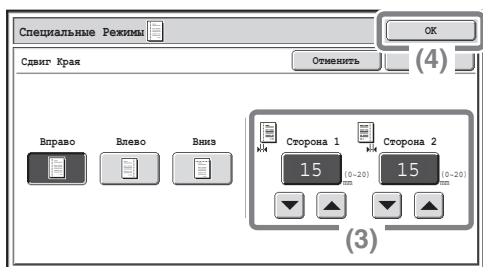 Специальные Режимы
OK
Сдвиг Края
Отменить
(4)
Вправо
Влево
Вниз
Сторона 1
Сторона 2
15
(0~20)
mm
15
(0~20)
mm
(3)